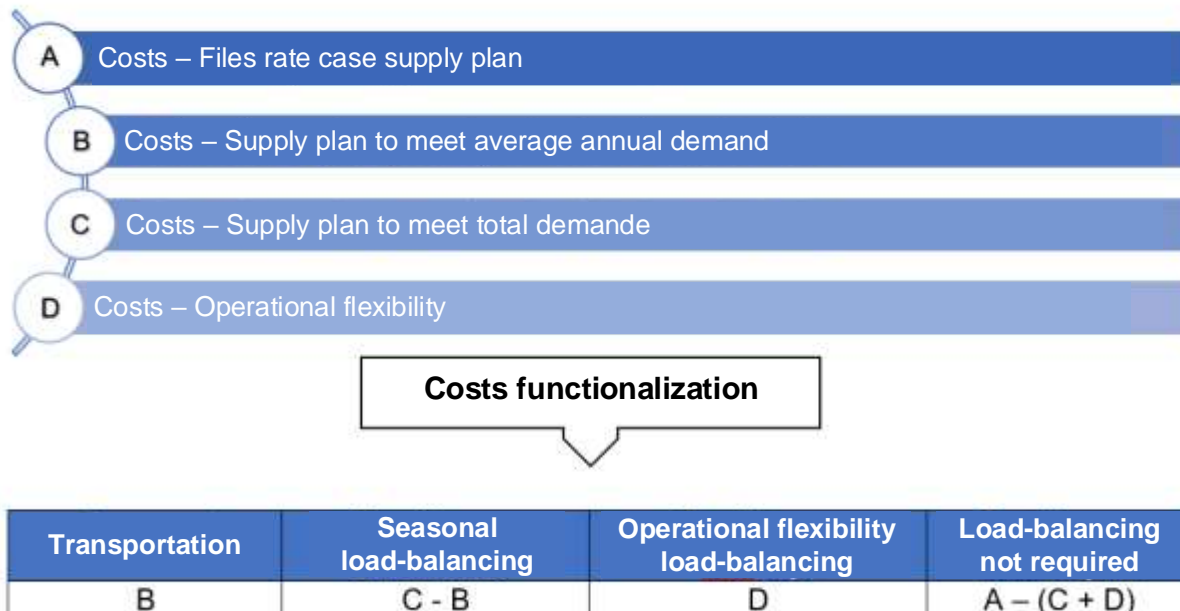 A Costs – Files rate case supply plan
B Costs – Supply plan to meet average annual demand
C Costs – Supply plan to meet total demande
D Costs – Operational flexibility
Costs functionalization
Transportation
Seasonal
load-balancing
Operational flexibility
load-balancing
Load-balancing
not required
B
C - B
D
A – (C + D)